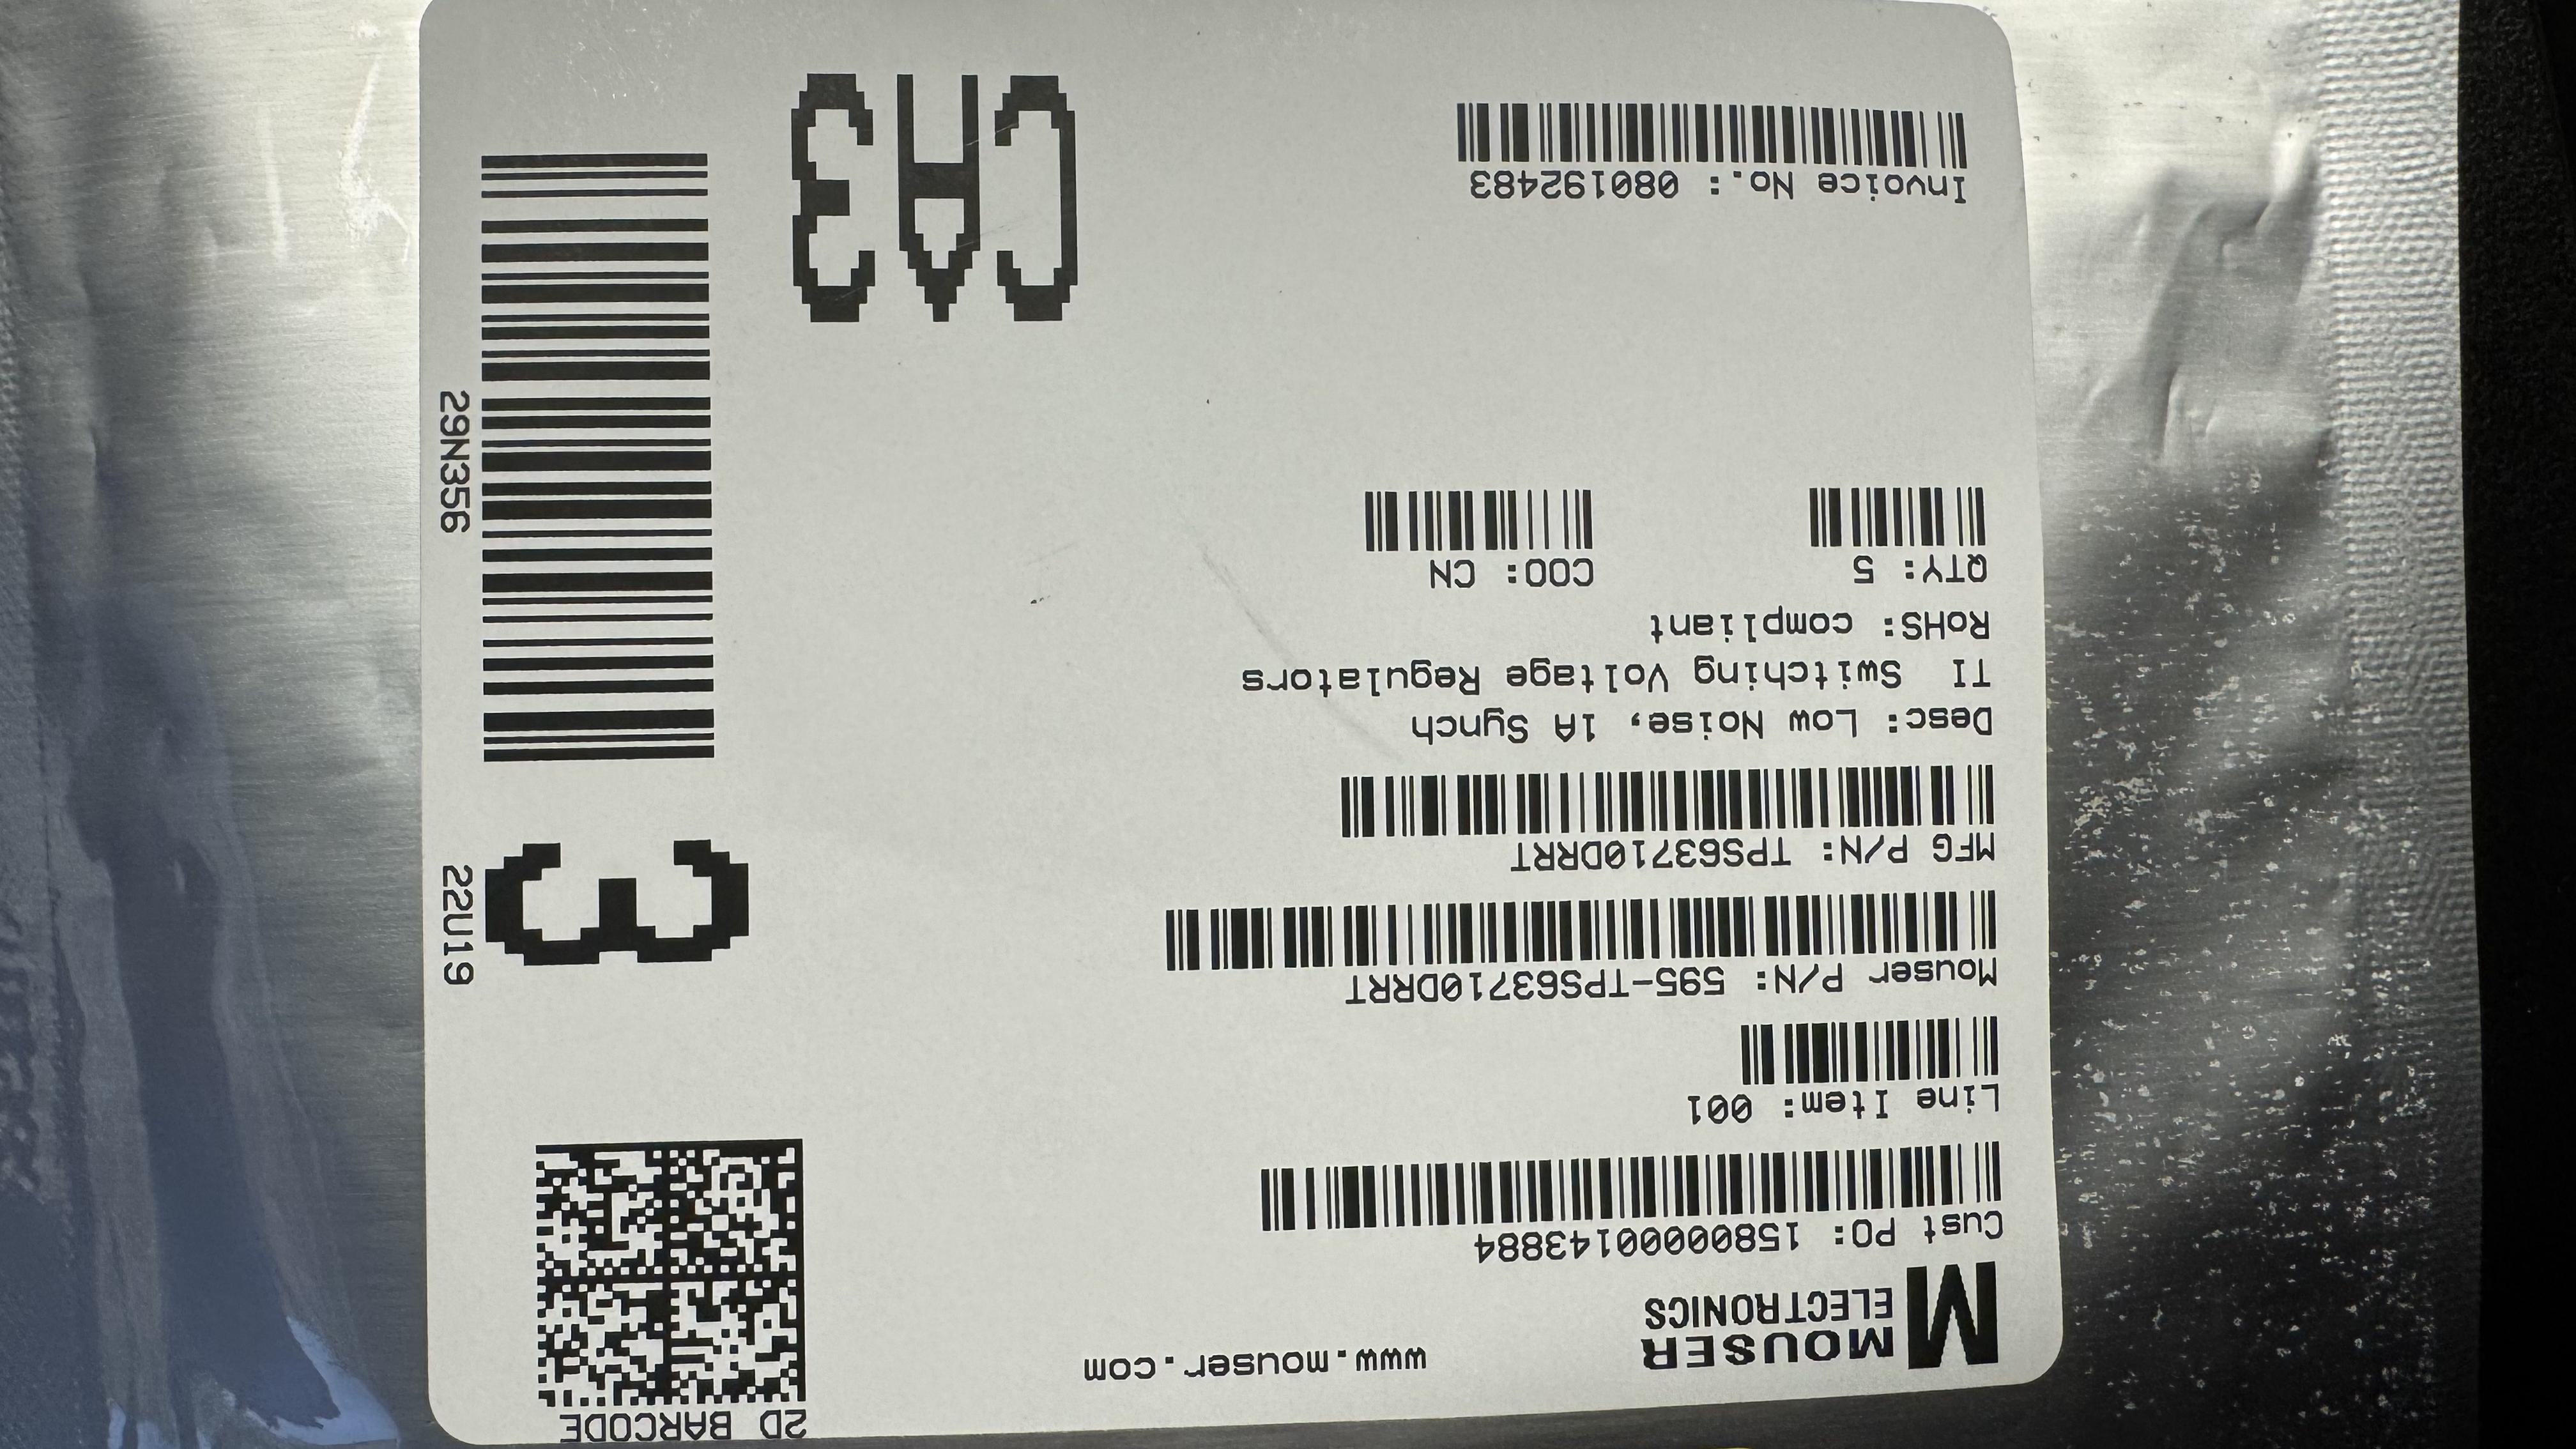 MOUSER
ELECTRONICS
www.mouser.com
2D BARCODE
Cust PO: 1580000143884
Line Item: 001
Mouser P/N: 595-TPS63710DRRT
MFG P/N: TPS63710DRRT
Desc: Low Noise, 1A Synch
TI  Switching Voltage Regulators
RoHS: compliant
QTY: 5
COO: CN
Invoice No.: 080192483
CA3
3
22U19
29N356